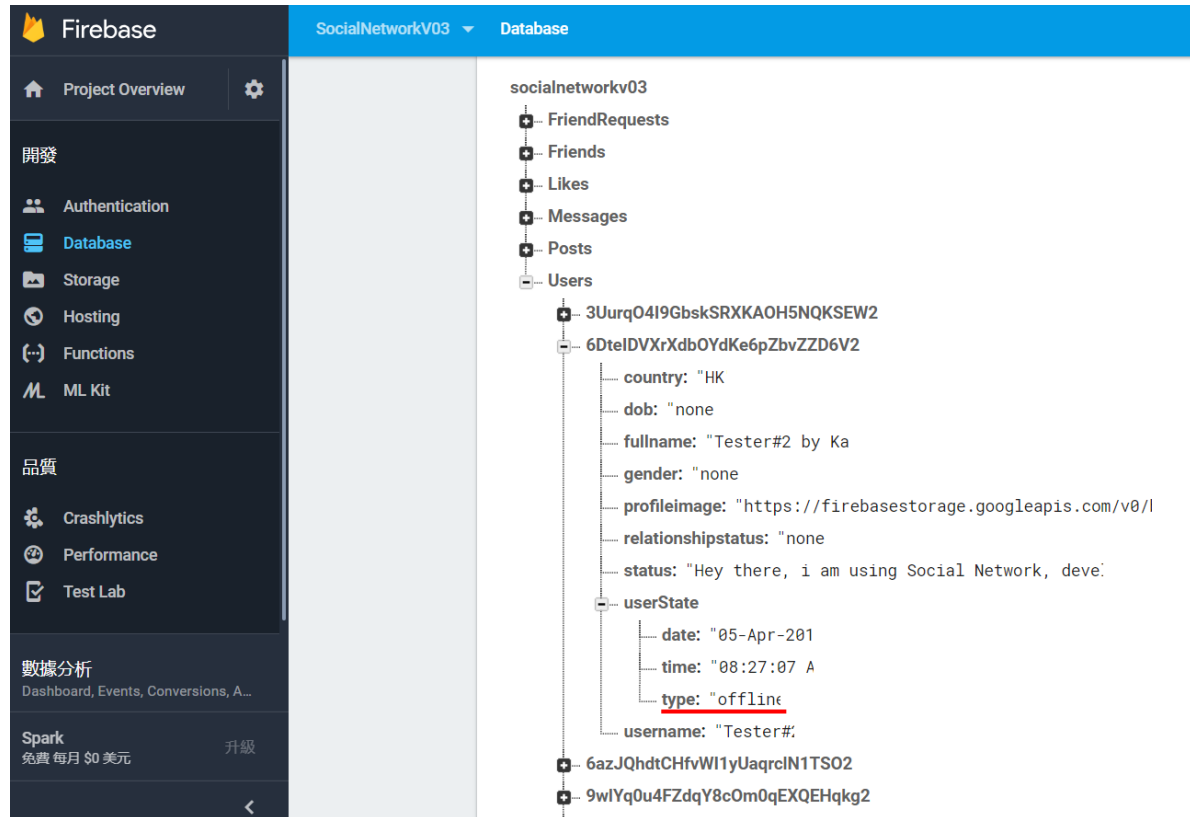 Firebase
SocialNetworkV03
Database
Project Overview
開發
Authentication
Database
Storage
Hosting
Functions
ML Kit
品質
Crashlytics
Performance
Test Lab
數據分析
Dashboard, Events, Conversions, A...
Spark
免費 每月 $0 美元
升級
socialnetworkv03
FriendRequests
Friends
Likes
Messages
Posts
Users
3UurqO4I9GbskSRXKAOH5NQKSEW2
6DteIDVXrXdbOYdKe6pZbvZZD6V2
country: "HK
dob: "none
fullname: "Tester#2 by Ka
gender: "none
profileimage: "https://firebasestorage.googleapis.com/v0/
relationshipstatus: "none
status: "Hey there, i am using Social Network, deve
userState
date: "05-Apr-201
time: "08:27:07 A
type: "offline
username: "Tester#2
6azJQhdtCHfvWI1yUaqrcIN1TSO2
9wIYq0u4FZdqY8cOm0qEXQEHqkg2